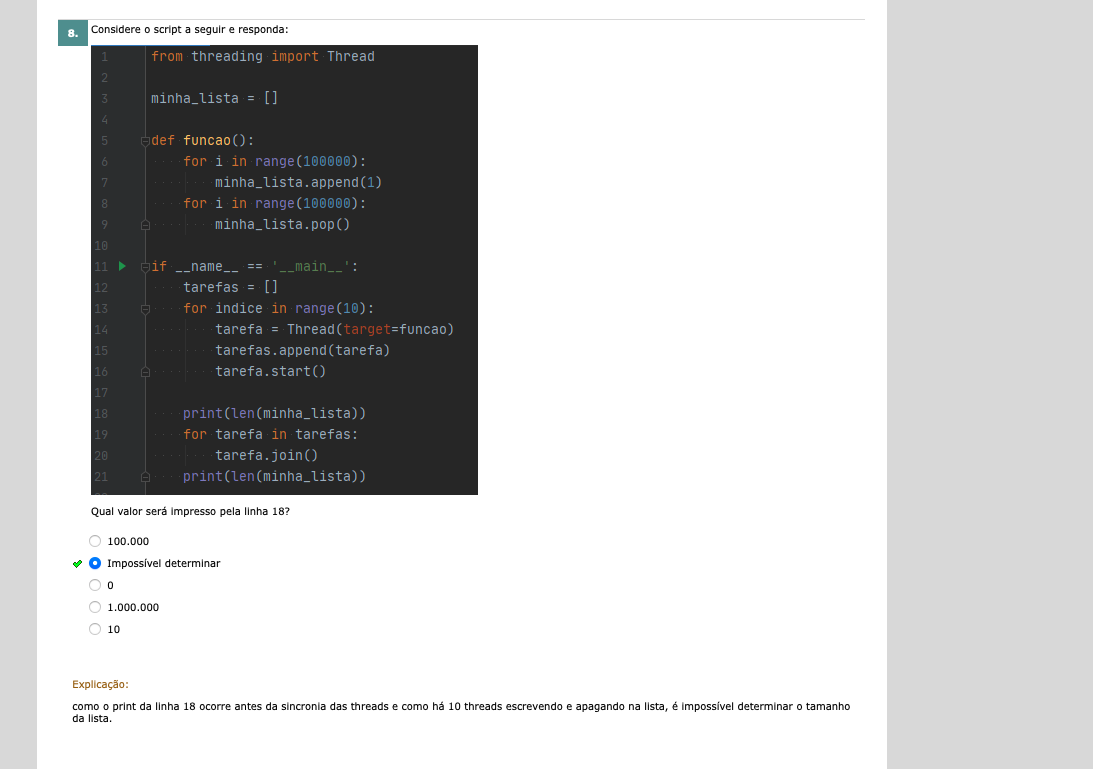 8. Considere o script a seguir e responda:
1 from threading import Thread
2
3 minha_lista = []
4
5 def funcao():
6 for i in range(100000):
7 minha_lista.append(1)
8 for i in range(100000):
9 minha_lista.pop()
10
11 if __name__ == '__main__':
12 tarefas = []
13 for indice in range(10):
14 tarefa = Thread(target=funcao)
15 tarefas.append(tarefa)
16 tarefa.start()
17
18 print(len(minha_lista))
19 for tarefa in tarefas:
20 tarefa.join()
21 print(len(minha_lista))
Qual valor será impresso pela linha 18?
100.000
Impossível determinar
0
1.000.000
10
Explicação:
como o print da linha 18 ocorre antes da sincronia das threads e como há 10 threads escrevendo e apagando na lista, é impossível determinar o tamanho
da lista.